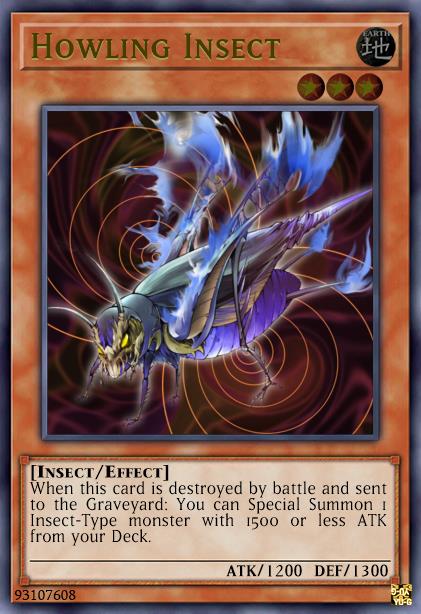 Howling Insect
EARTH
地
[Insect/Effect]
When this card is destroyed by battle and sent
to the Graveyard: You can Special Summon 1
Insect-Type monster with 1500 or less ATK
from your Deck.
ATK/1200 DEF/1300
93107608